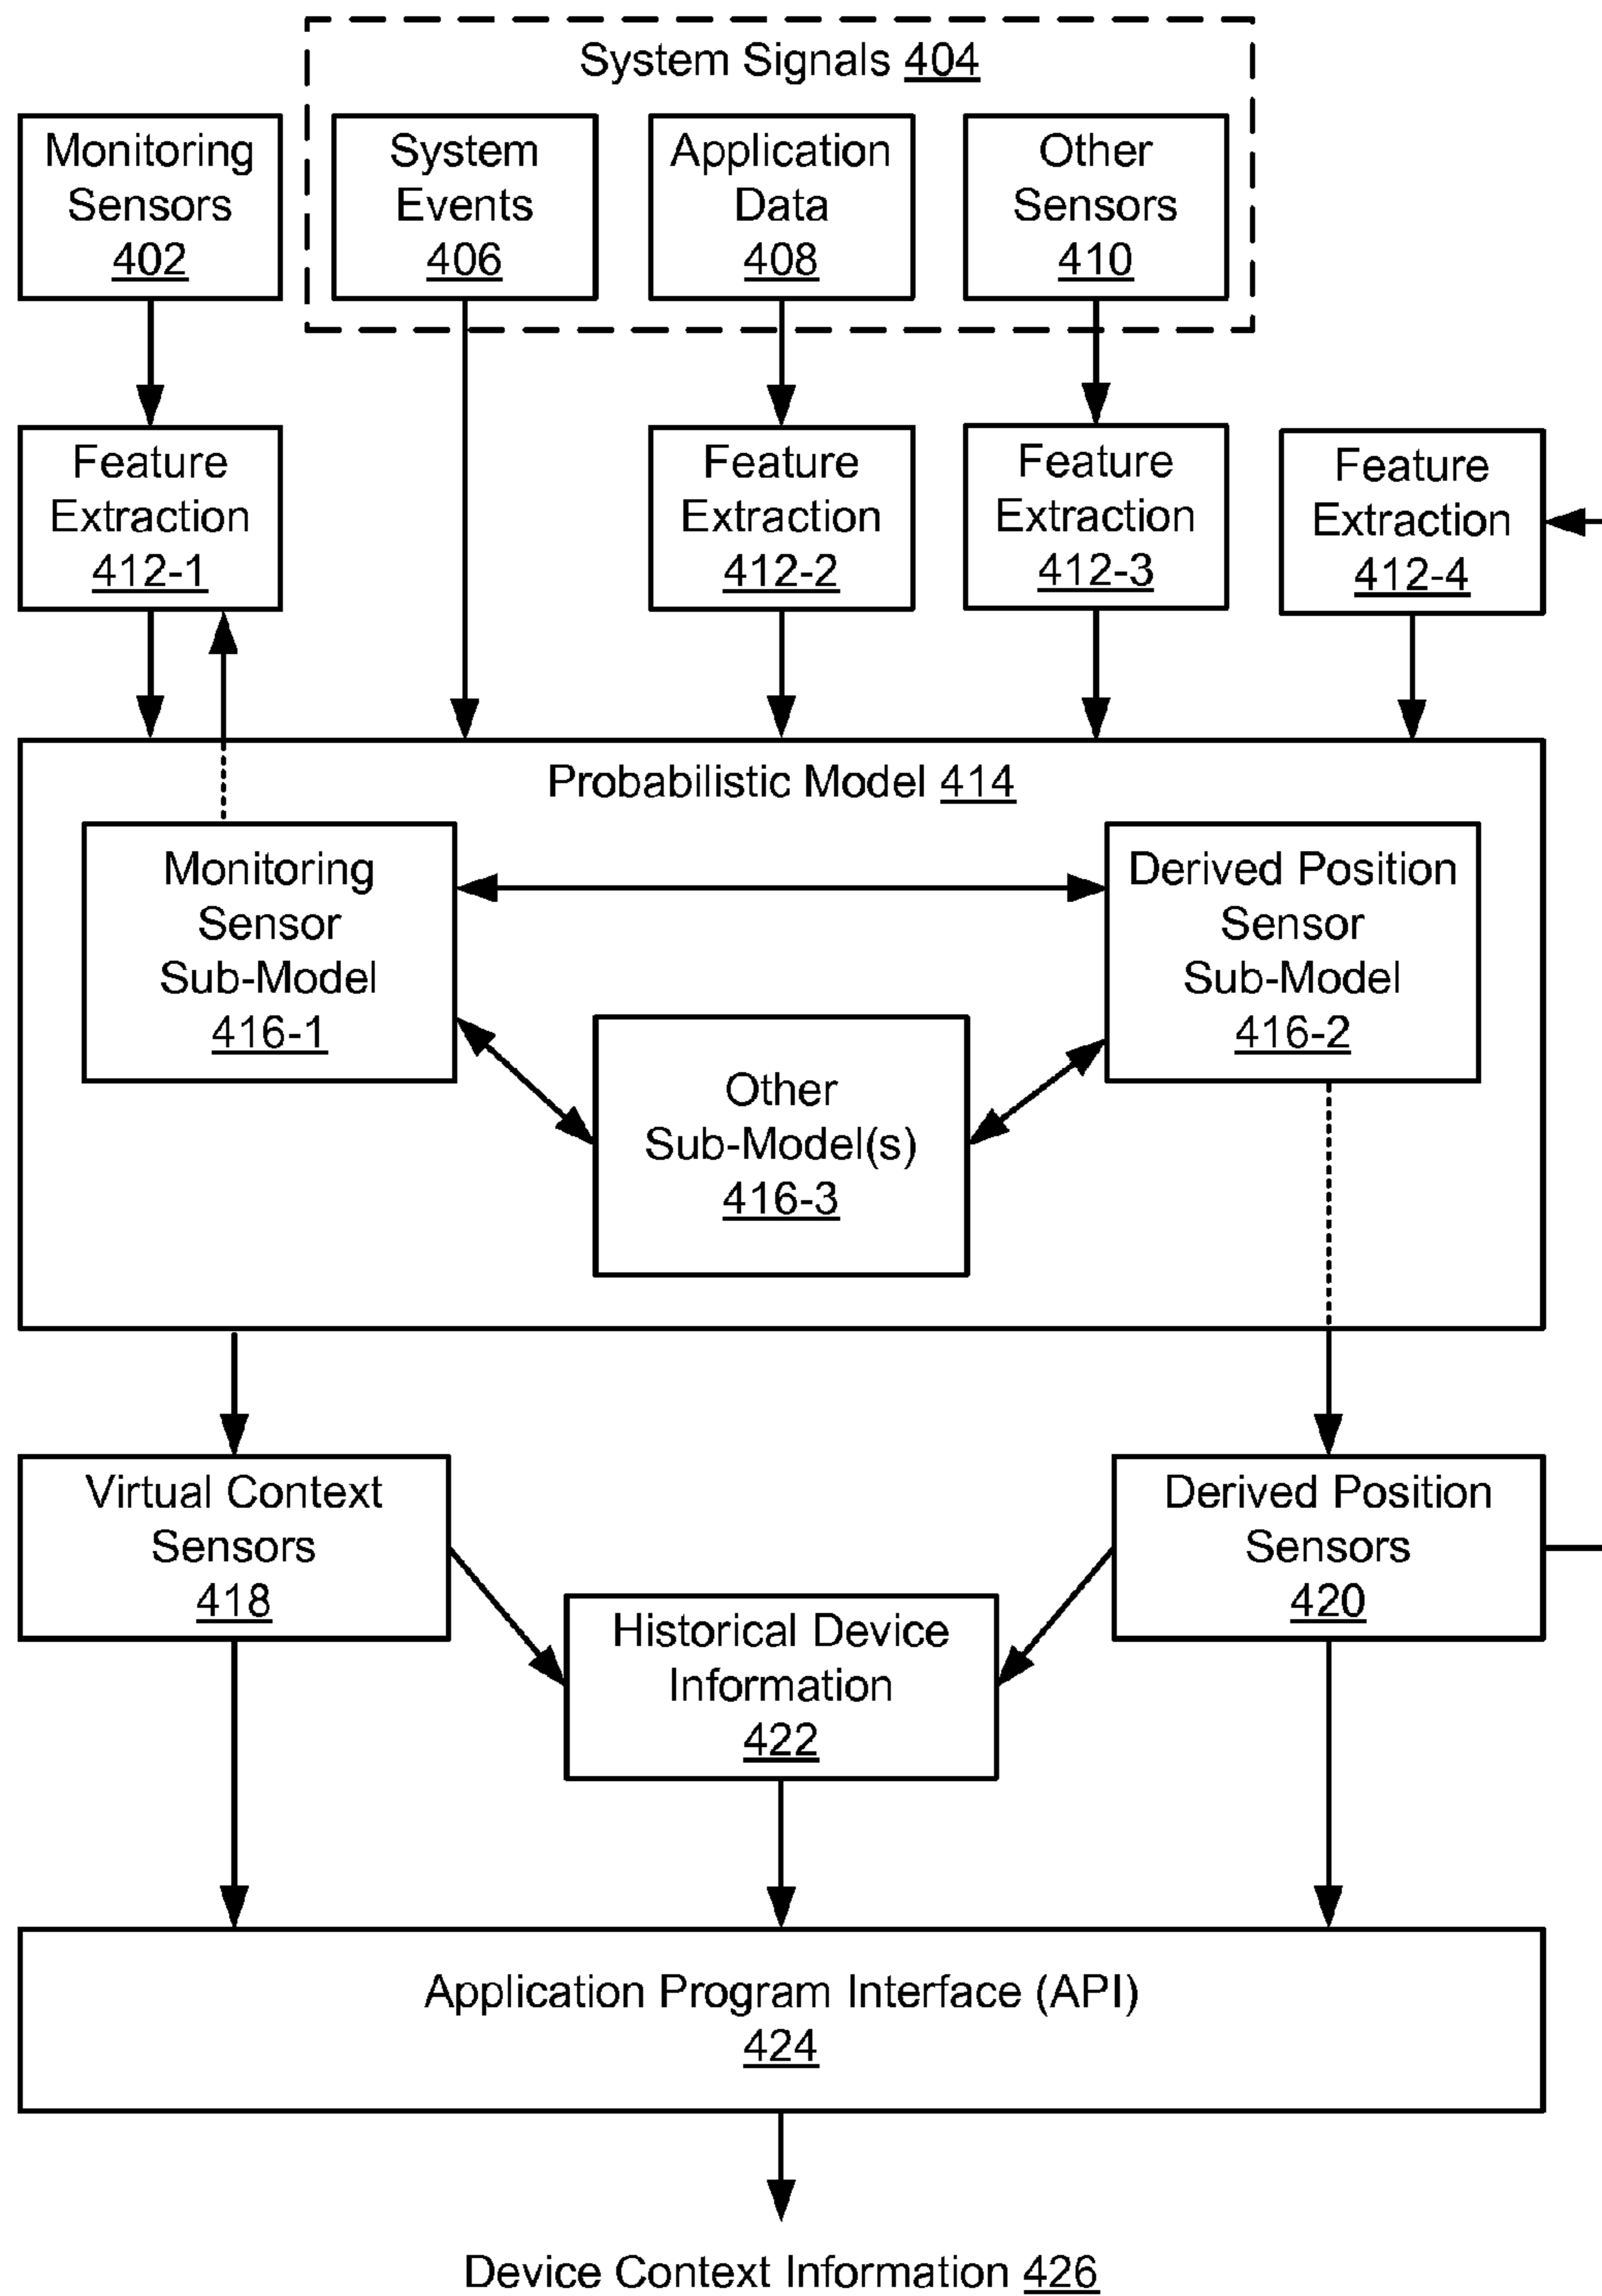 System Signals 404
Monitoring
Sensors
402
System
Events
406
Application
Data
408
Other
Sensors
410
Feature
Extraction
412-1
Feature
Extraction
412-2
Feature
Extraction
412-3
Feature
Extraction
412-4
Probabilistic Model 414
Monitoring
Sensor
Sub-Model
416-1
Derived Position
Sensor
Sub-Model
416-2
Other
Sub-Model(s)
416-3
Virtual Context
Sensors
418
Derived Position
Sensors
420
Historical Device
Information
422
Application Program Interface (API)
424
Device Context Information 426